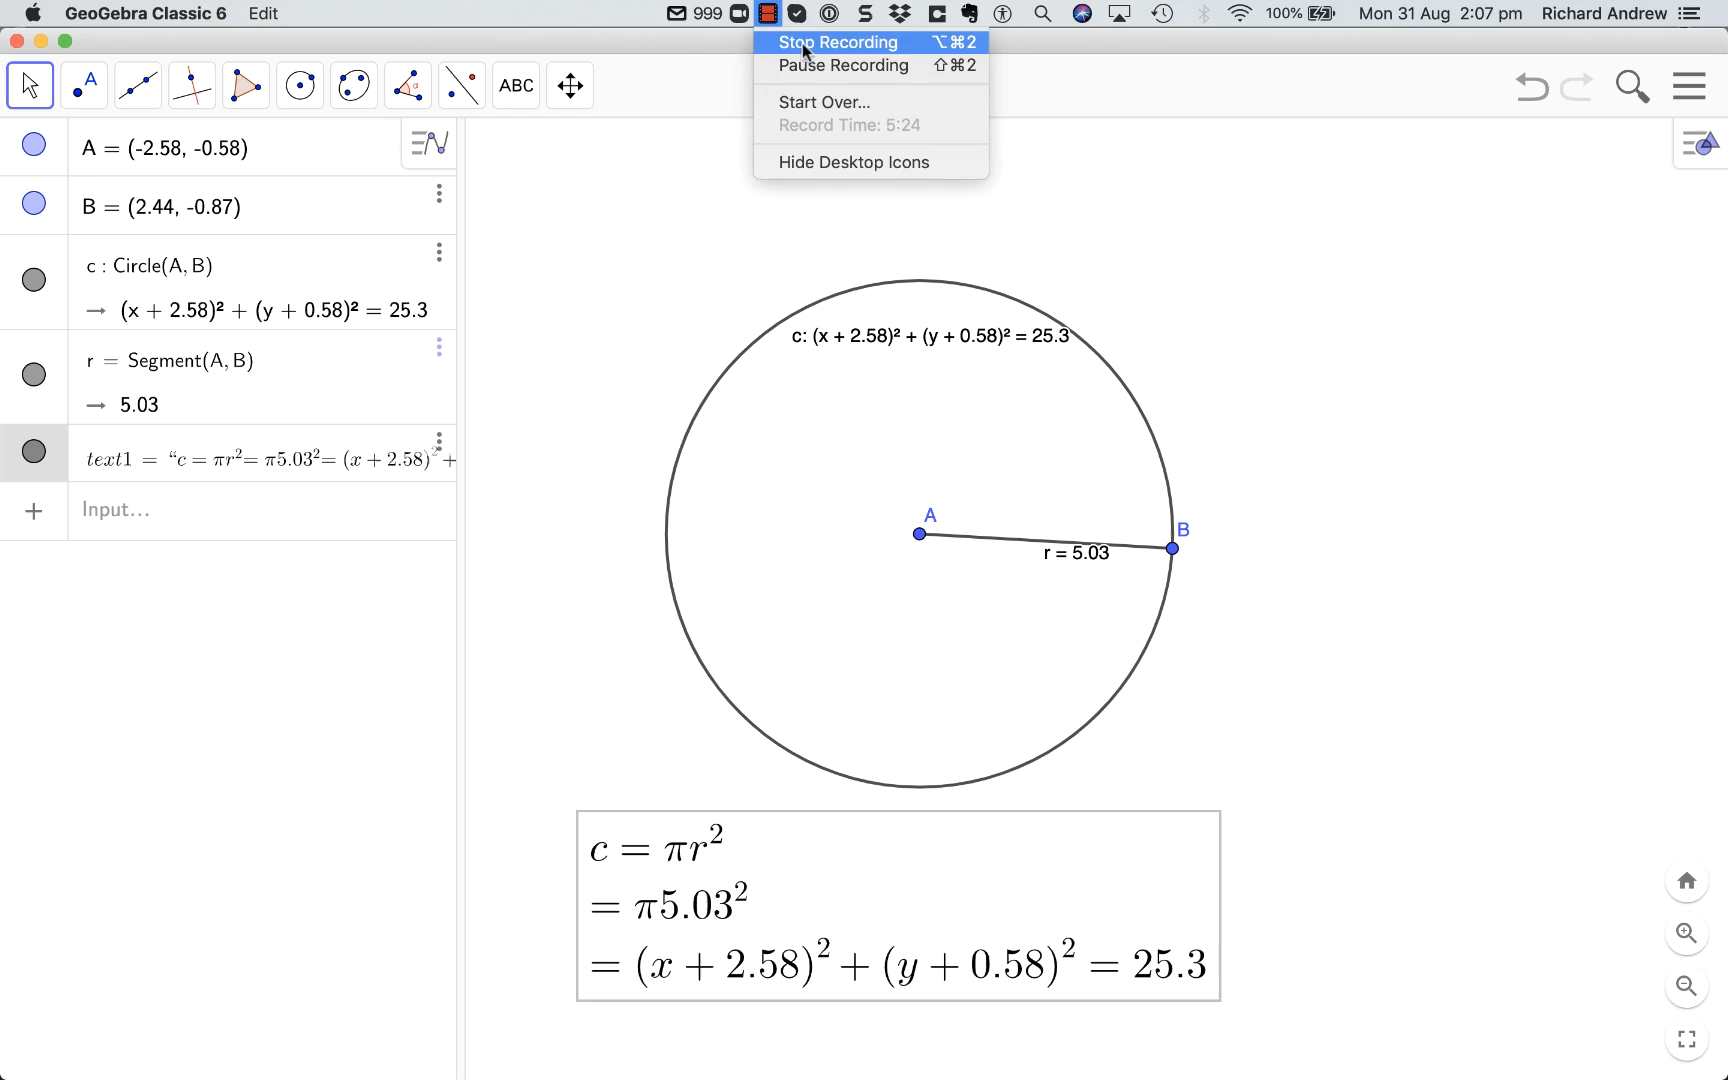 GeoGebra Classic 6 Edit 999 100% Mon 31 Aug 2:07 pm Richard Andrew
Stop Recording ⌥⌘2
Pause Recording ⇧⌘2
Start Over...
Record Time: 5:24
Hide Desktop Icons
A
α
ABC
A = (-2.58, -0.58)
B = (2.44, -0.87)
c : Circle(A, B)
→ (x + 2.58)² + (y + 0.58)² = 25.3
r = Segment(A, B)
→ 5.03
text1 = “c = πr²= π5.03²= (x + 2.58)² +
+ Input...
c: (x + 2.58)² + (y + 0.58)² = 25.3
A
B
r = 5.03
c = πr²
= π5.03²
= (x + 2.58)² + (y + 0.58)² = 25.3